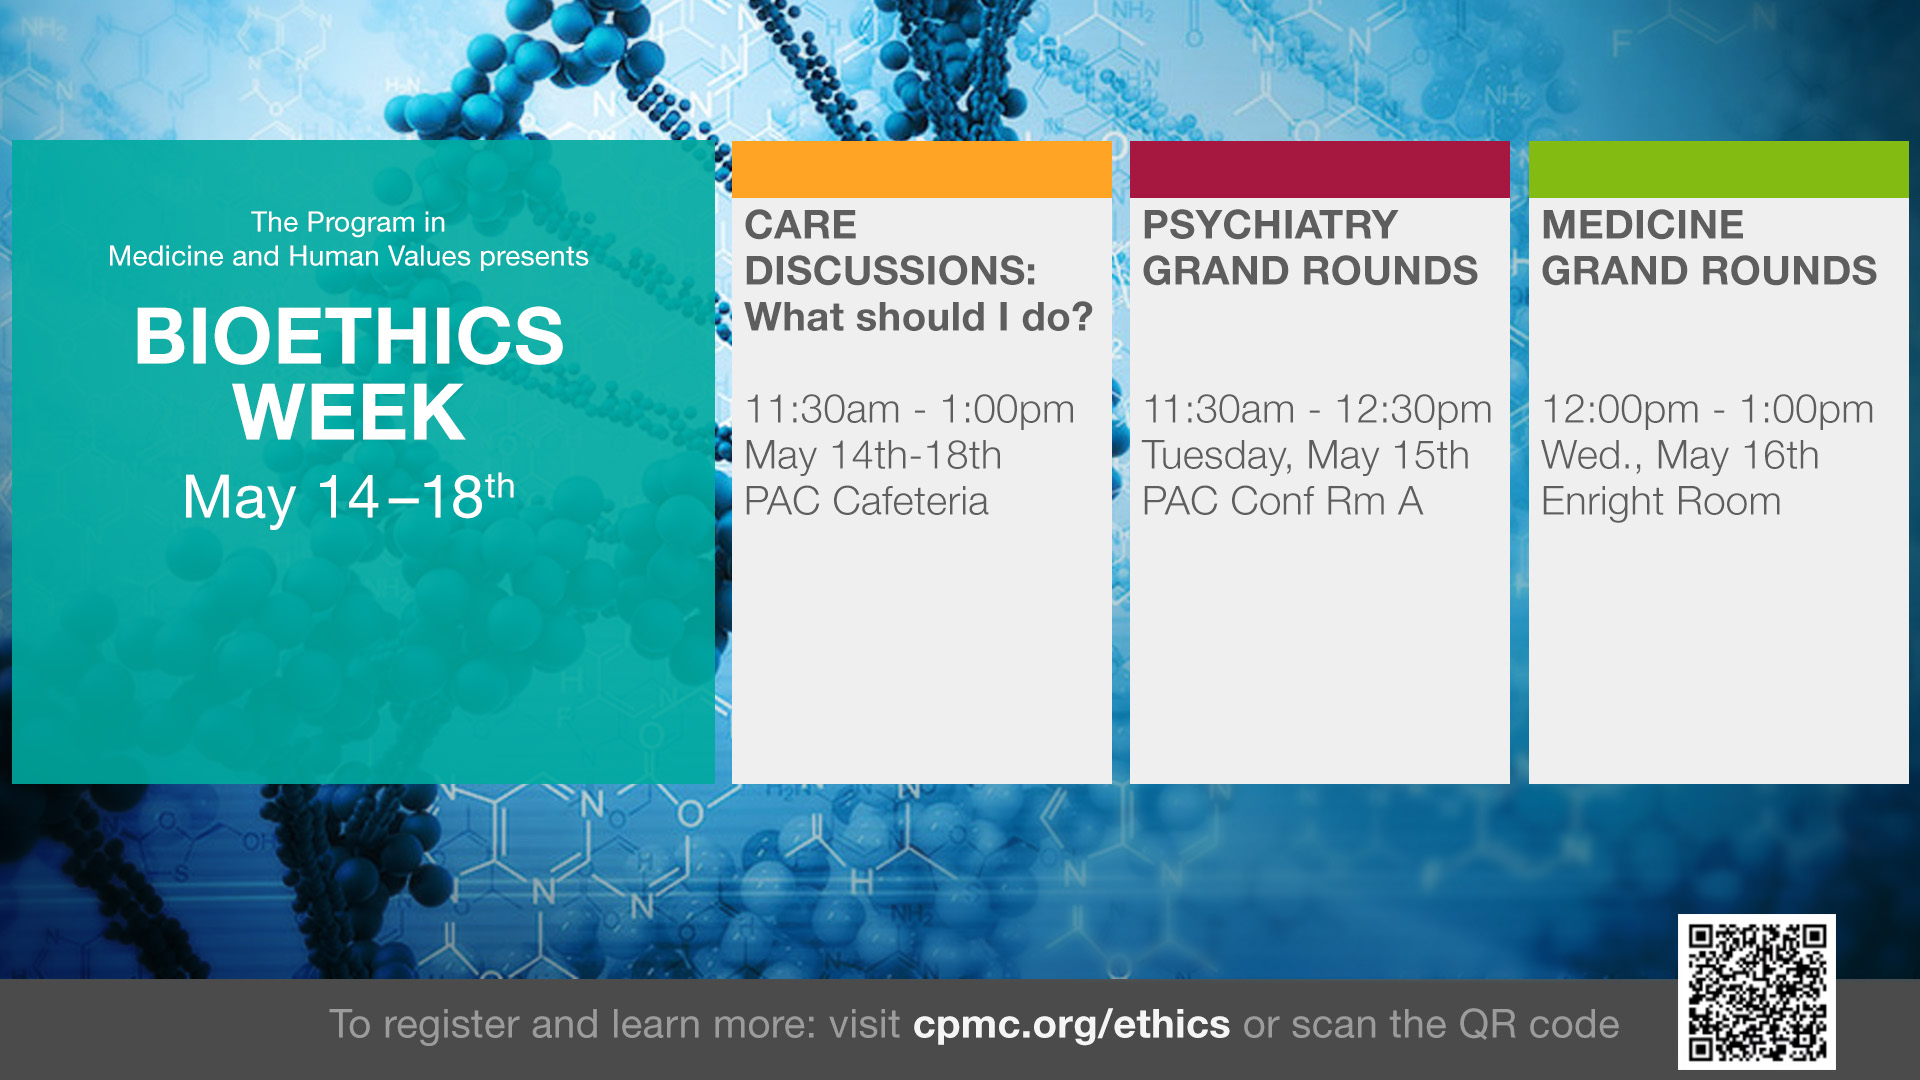 The Program in
Medicine and Human Values presents
BIOETHICS
WEEK
May 14–18th
CARE
DISCUSSIONS:
What should I do?
11:30am - 1:00pm
May 14th-18th
PAC Cafeteria
PSYCHIATRY
GRAND ROUNDS
11:30am - 12:30pm
Tuesday, May 15th
PAC Conf Rm A
MEDICINE
GRAND ROUNDS
12:00pm - 1:00pm
Wed., May 16th
Enright Room
To register and learn more: visit cpmc.org/ethics or scan the QR code